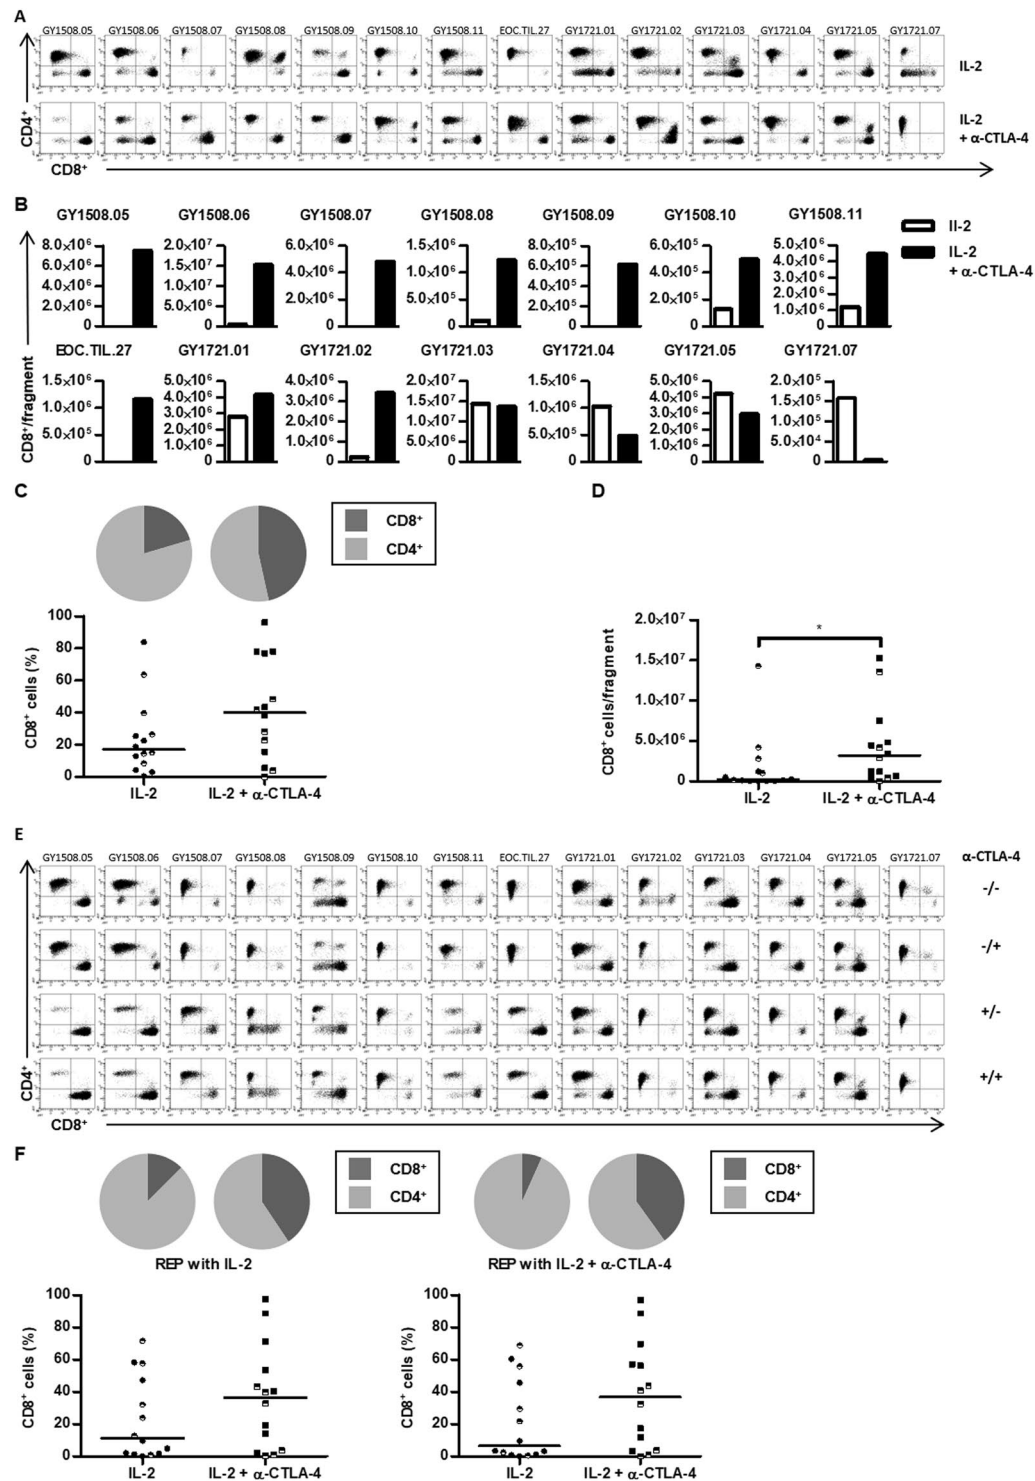 A
GY1508.05 GY1508.06 GY1508.07 GY1508.08 GY1508.09 GY1508.10 GY1508.11 EOC.TIL.27 GY1721.01 GY1721.02 GY1721.03 GY1721.04 GY1721.05 GY1721.07
IL-2
IL-2
+ α-CTLA-4
CD4⁺
CD8⁺
B
GY1508.05 GY1508.06 GY1508.07 GY1508.08 GY1508.09 GY1508.10 GY1508.11
Il-2
IL-2
+ α-CTLA-4
8.0×10⁶ 2.0×10⁷ 6.0×10⁶ 1.5×10⁶ 8.0×10⁵ 6.0×10⁵ 5.0×10⁶
6.0×10⁶ 1.5×10⁷ 4.0×10⁶ 1.0×10⁶ 6.0×10⁵ 4.0×10⁵ 4.0×10⁶
4.0×10⁶ 1.0×10⁷ 2.0×10⁶ 5.0×10⁵ 4.0×10⁵ 2.0×10⁵ 3.0×10⁶
2.0×10⁶ 5.0×10⁶ 2.0×10⁵ 2.0×10⁶
1.0×10⁶
0 0 0 0 0 0 0
EOC.TIL.27 GY1721.01 GY1721.02 GY1721.03 GY1721.04 GY1721.05 GY1721.07
1.5×10⁶ 5.0×10⁶ 4.0×10⁶ 2.0×10⁷ 1.5×10⁶ 5.0×10⁶ 2.0×10⁵
1.0×10⁶ 4.0×10⁶ 3.0×10⁶ 1.5×10⁷ 1.0×10⁶ 4.0×10⁶ 1.5×10⁵
5.0×10⁵ 3.0×10⁶ 2.0×10⁶ 1.0×10⁷ 5.0×10⁵ 3.0×10⁶ 1.0×10⁵
2.0×10⁶ 1.0×10⁶ 5.0×10⁶ 2.0×10⁶ 5.0×10⁴
1.0×10⁶ 1.0×10⁶
0 0 0 0 0 0 0
CD8⁺/fragment
C
CD8⁺
CD4⁺
100
80
60
40
20
0
CD8⁺ cells (%)
IL-2 IL-2 + α-CTLA-4
D
2.0×10⁷
1.5×10⁷
1.0×10⁷
5.0×10⁶
0
*
CD8⁺ cells/fragment
IL-2 IL-2 + α-CTLA-4
E
GY1508.05 GY1508.06 GY1508.07 GY1508.08 GY1508.09 GY1508.10 GY1508.11 EOC.TIL.27 GY1721.01 GY1721.02 GY1721.03 GY1721.04 GY1721.05 GY1721.07
α-CTLA-4
-/-
-/+
+/-
+/+
CD4⁺
CD8⁺
F
CD8⁺
CD4⁺
REP with IL-2
100
80
60
40
20
0
CD8⁺ cells (%)
IL-2 IL-2 + α-CTLA-4
CD8⁺
CD4⁺
REP with IL-2 + α-CTLA-4
100
80
60
40
20
0
CD8⁺ cells (%)
IL-2 IL-2 + α-CTLA-4